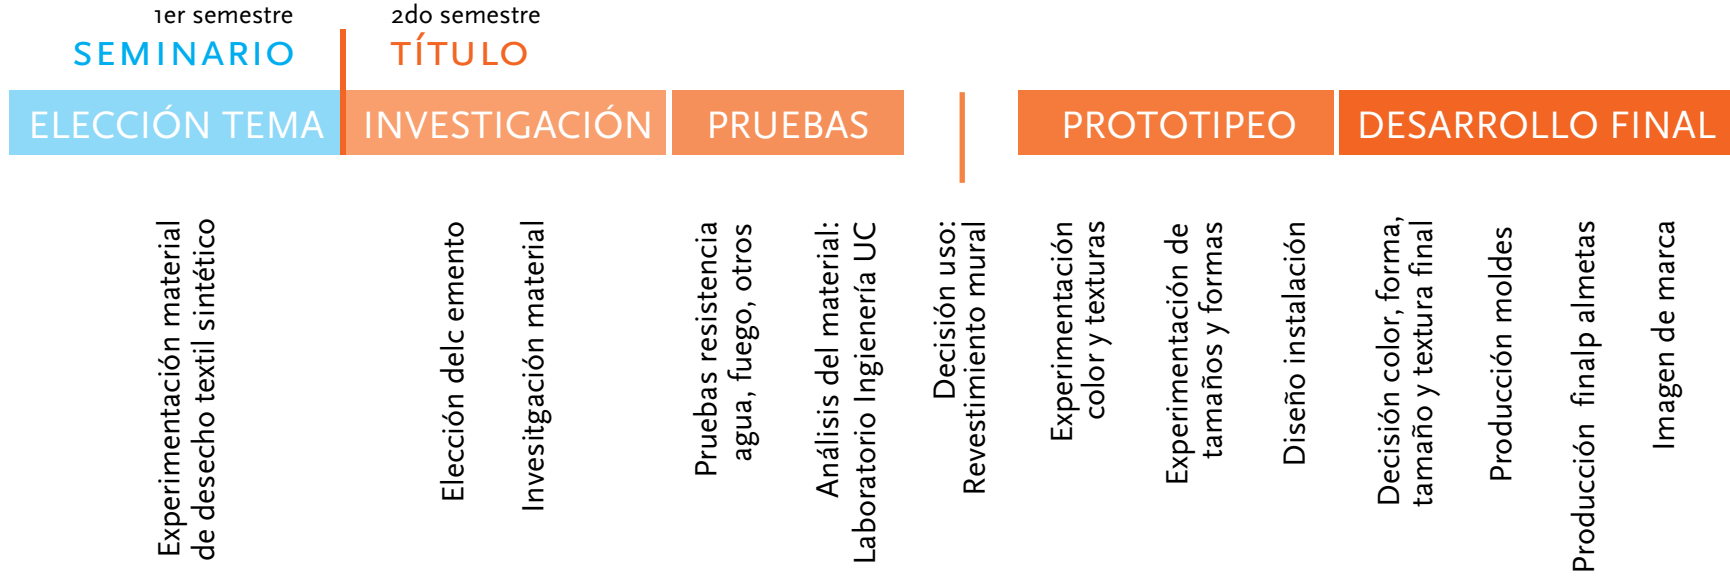 1er semestre
SEMINARIO
2do semestre
TÍTULO
ELECCIÓN TEMA
INVESTIGACIÓN
PRUEBAS
PROTOTIPEO
DESARROLLO FINAL
Experimentación material
de desecho textil sintético
Elección delc emento
Invesitgación material
Pruebas resistencia
agua, fuego, otros
Análisis del material:
Laboratorio Ingienería UC
Decisión uso:
Revestimiento mural
Experimentación
color y texturas
Experimentación de
tamaños y formas
Diseño instalación
Decisión color, forma,
tamaño y textura final
Producción moldes
Producción finalp almetas
Imagen de marca